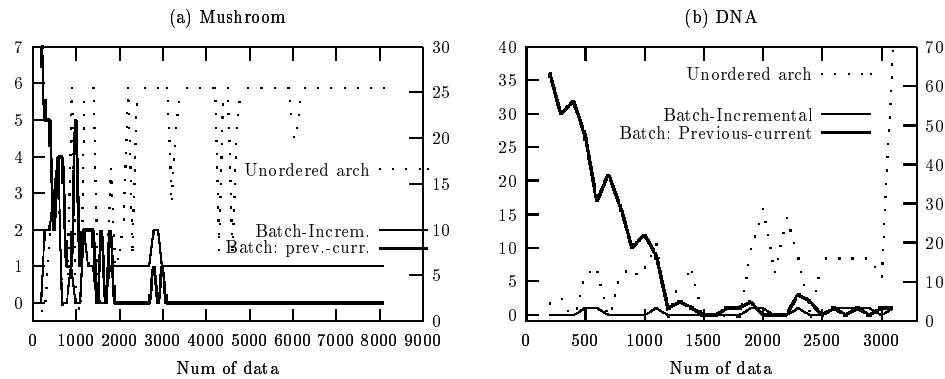 (a) Mushroom
7
6
5
4
3
2
1
0
30
25
20
15
10
5
0
Unordered arch
Batch-Increm.
Batch: prev.-curr.
0 1000 2000 3000 4000 5000 6000 7000 8000 9000
Num of data
(b) DNA
40
35
30
25
20
15
10
5
0
70
60
50
40
30
20
10
0
Unordered arch
Batch-Incremental
Batch: Previous-current
0 500 1000 1500 2000 2500 3000
Num of data